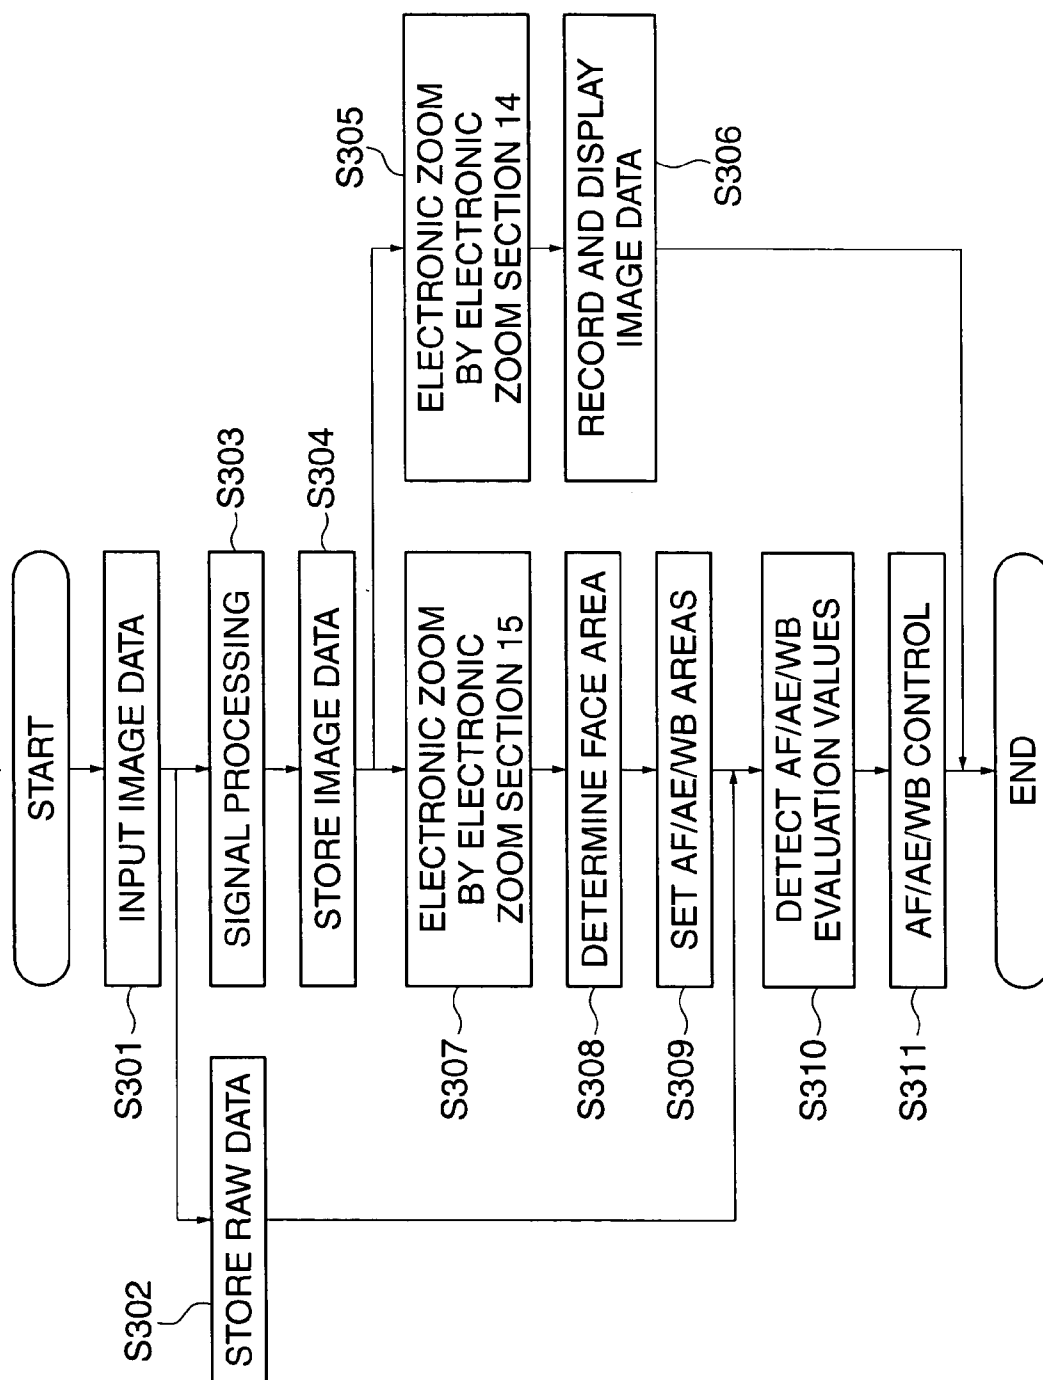 START
S301
INPUT IMAGE DATA
S302
STORE RAW DATA
S303
SIGNAL PROCESSING
S304
STORE IMAGE DATA
S305
ELECTRONIC ZOOM
BY ELECTRONIC
ZOOM SECTION 14
S306
RECORD AND DISPLAY
IMAGE DATA
S307
ELECTRONIC ZOOM
BY ELECTRONIC
ZOOM SECTION 15
S308
DETERMINE FACE AREA
S309
SET AF/AE/WB AREAS
S310
DETECT AF/AE/WB
EVALUATION VALUES
S311
AF/AE/WB CONTROL
END